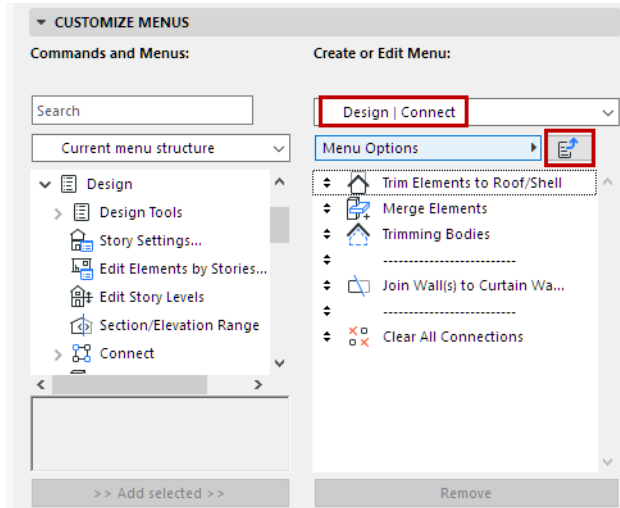 CUSTOMIZE MENUS
Commands and Menus:
Create or Edit Menu:
Search
Design | Connect
Current menu structure
Menu Options
Design
Design Tools
Story Settings...
Edit Elements by Stories...
Edit Story Levels
Section/Elevation Range
Connect
Trim Elements to Roof/Shell
Merge Elements
Trimming Bodies
--------------------------
Join Wall(s) to Curtain Wa...
--------------------------
Clear All Connections
>> Add selected >>
Remove